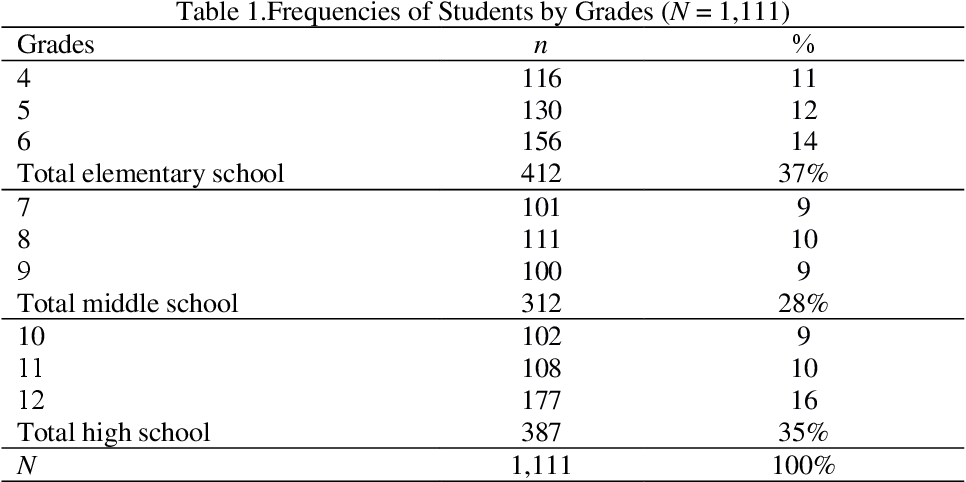 Table 1.Frequencies of Students by Grades (N = 1,111)
Grades n %
4 116 11
5 130 12
6 156 14
Total elementary school 412 37%
7 101 9
8 111 10
9 100 9
Total middle school 312 28%
10 102 9
11 108 10
12 177 16
Total high school 387 35%
N 1,111 100%